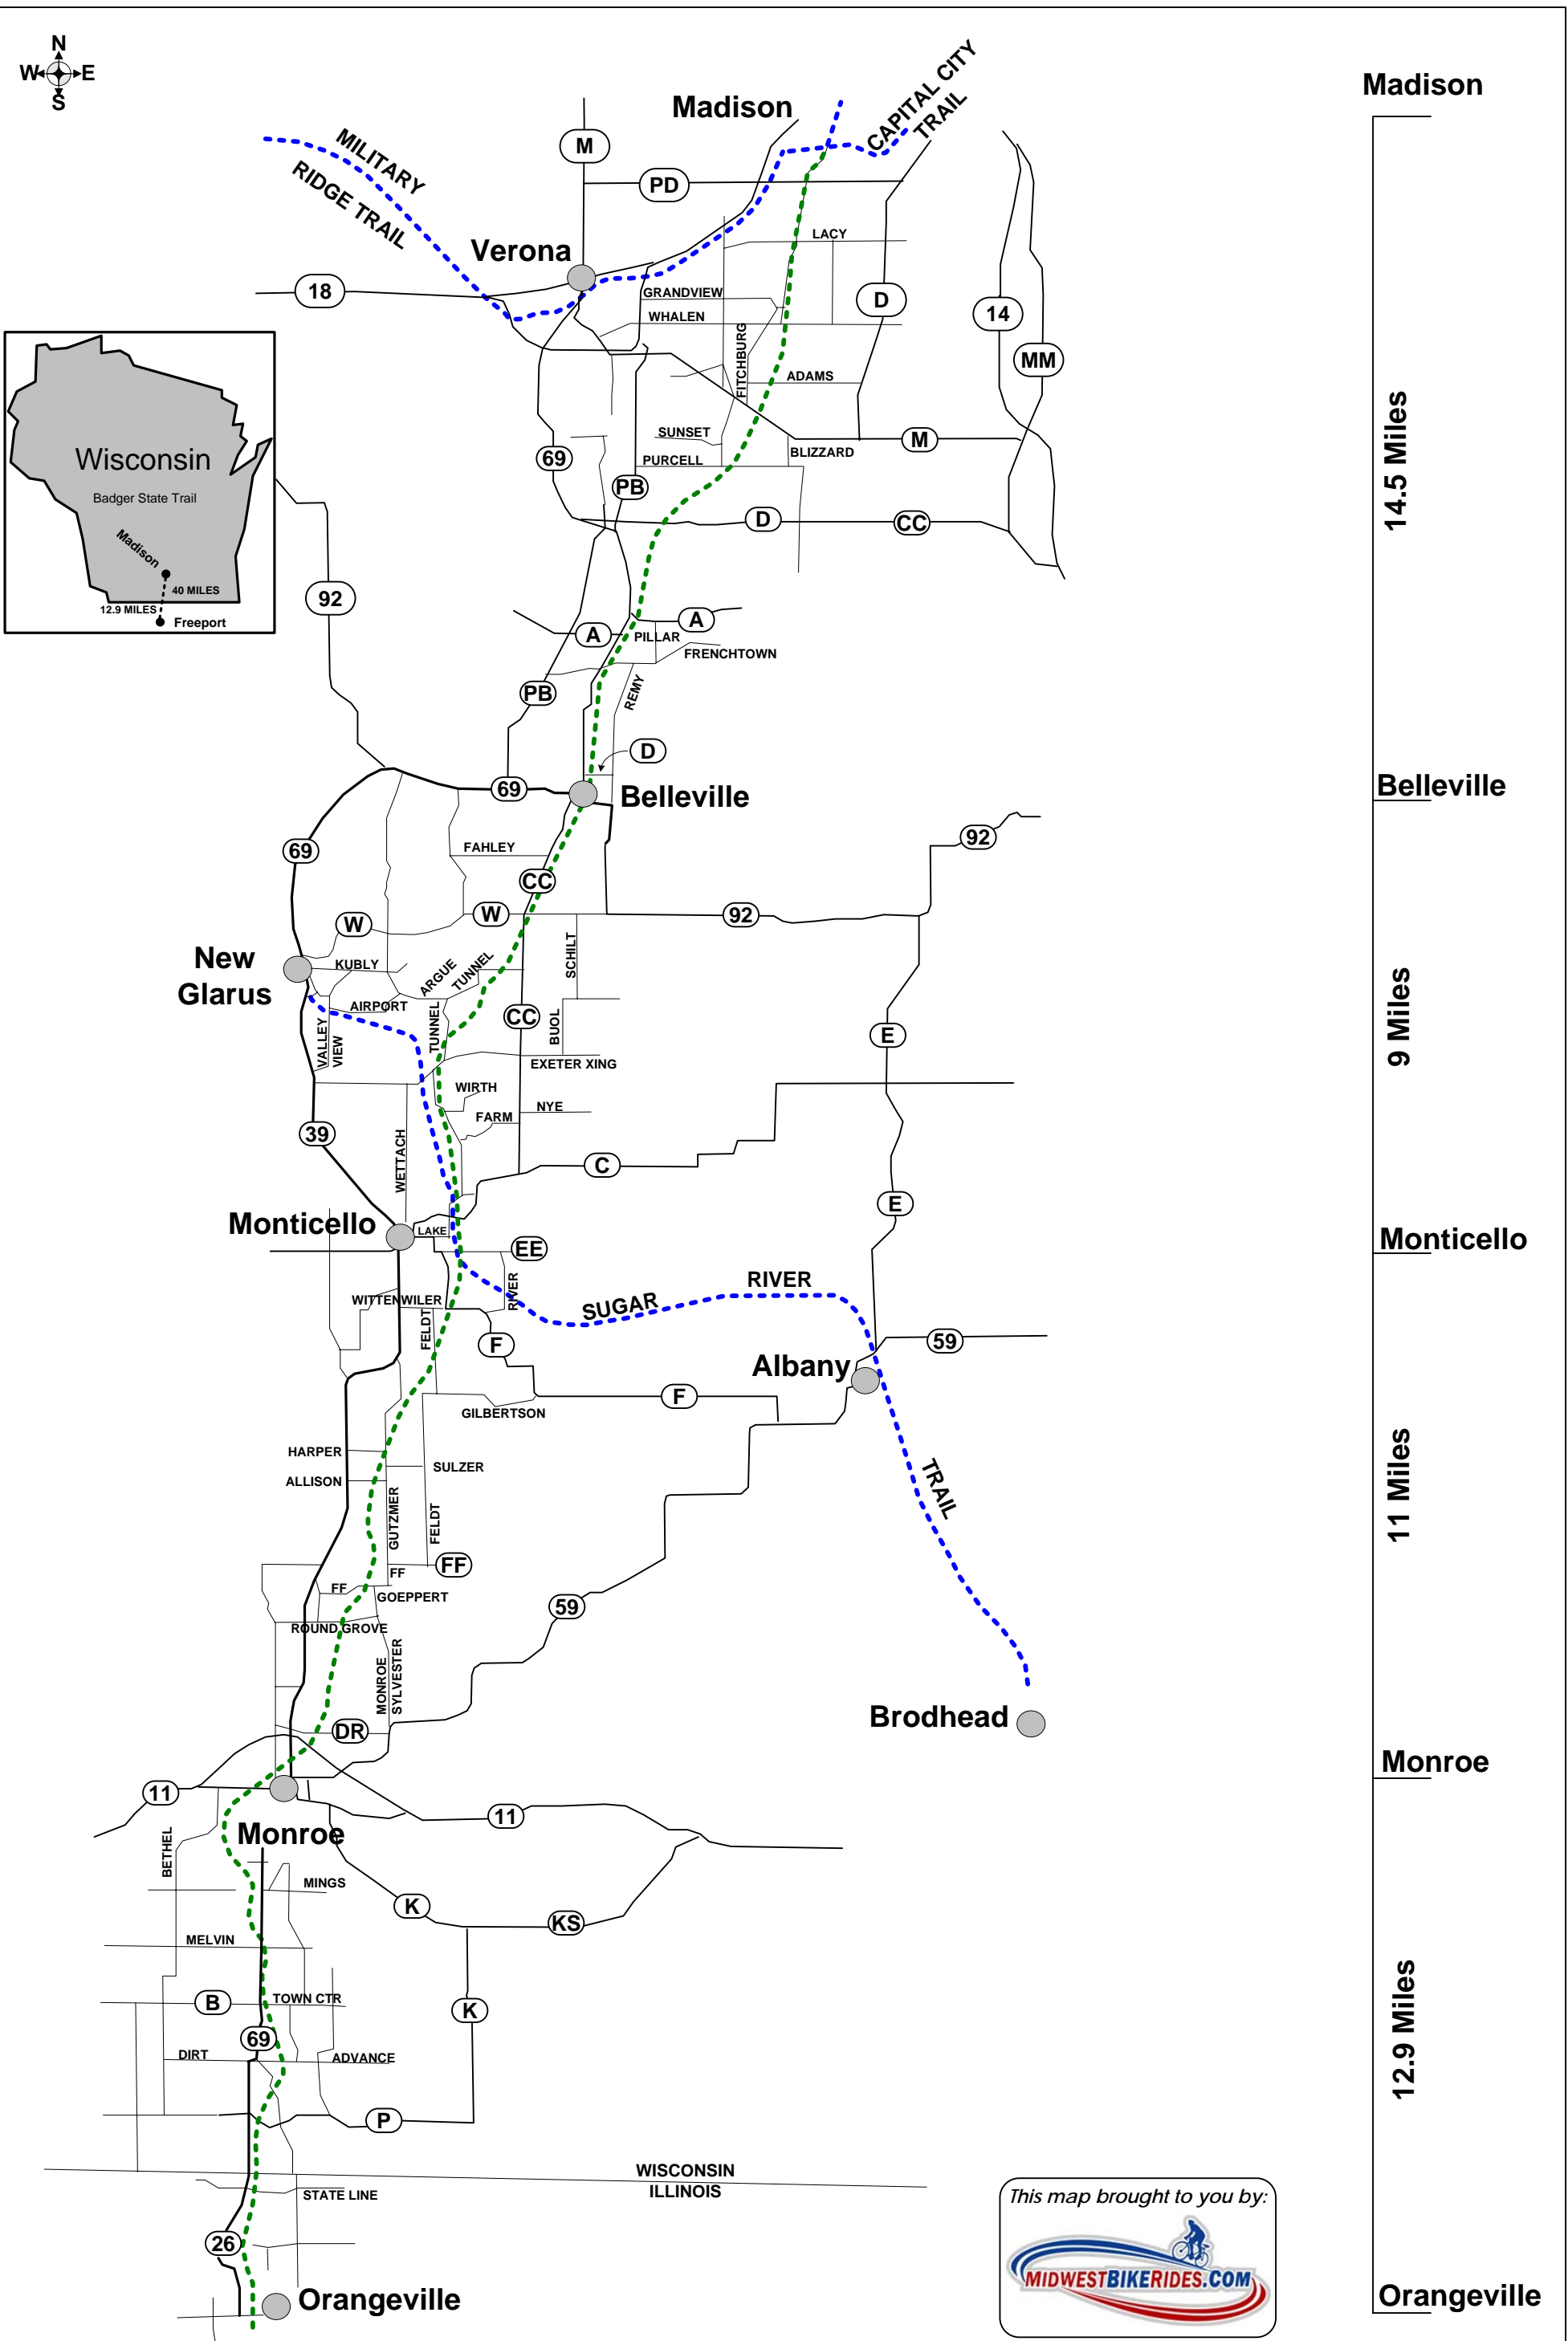 N
W E
S
Madison
CAPITAL CITY
TRAIL
Madison
MILITARY
RIDGE TRAIL
M
PD
Verona
LACY
18
GRANDVIEW
D
14
WHALEN
FITCHBURG
MM
ADAMS
Wisconsin
Badger State Trail
Madison
40 MILES
12.9 MILES
Freeport
69
SUNSET
M
BLIZZARD
PURCELL
PB
14.5 Miles
D
CC
92
A
A
PILLAR
FRENCHTOWN
PB
REMY
D
69
Belleville
Belleville
69
FAHLEY
92
CC
W
W
92
New
Glarus
KUBLY
ARGUE
TUNNEL
SCHILT
AIRPORT
CC
TUNNEL
BUOL
VALLEY
VIEW
E
9 Miles
EXETER XING
WIRTH
NYE
FARM
39
WETTACH
C
E
Monticello
LAKE
Monticello
EE
WITTENWILER
RIVER
SUGAR
RIVER
FELDT
F
59
Albany
F
GILBERTSON
HARPER
SULZER
ALLISON
TRAIL
11 Miles
GUTZMER
FELDT
FF
FF
FF
GOEPPERT
59
ROUND GROVE
MONROE
SYLVESTER
Brodhead
DR
Monroe
11
11
Monroe
BETHEL
MINGS
K
KS
MELVIN
B
TOWN CTR
K
69
DIRT
ADVANCE
12.9 Miles
P
WISCONSIN
ILLINOIS
STATE LINE
26
Orangeville
Orangeville
This map brought to you by:
MIDWESTBIKERIDES.COM